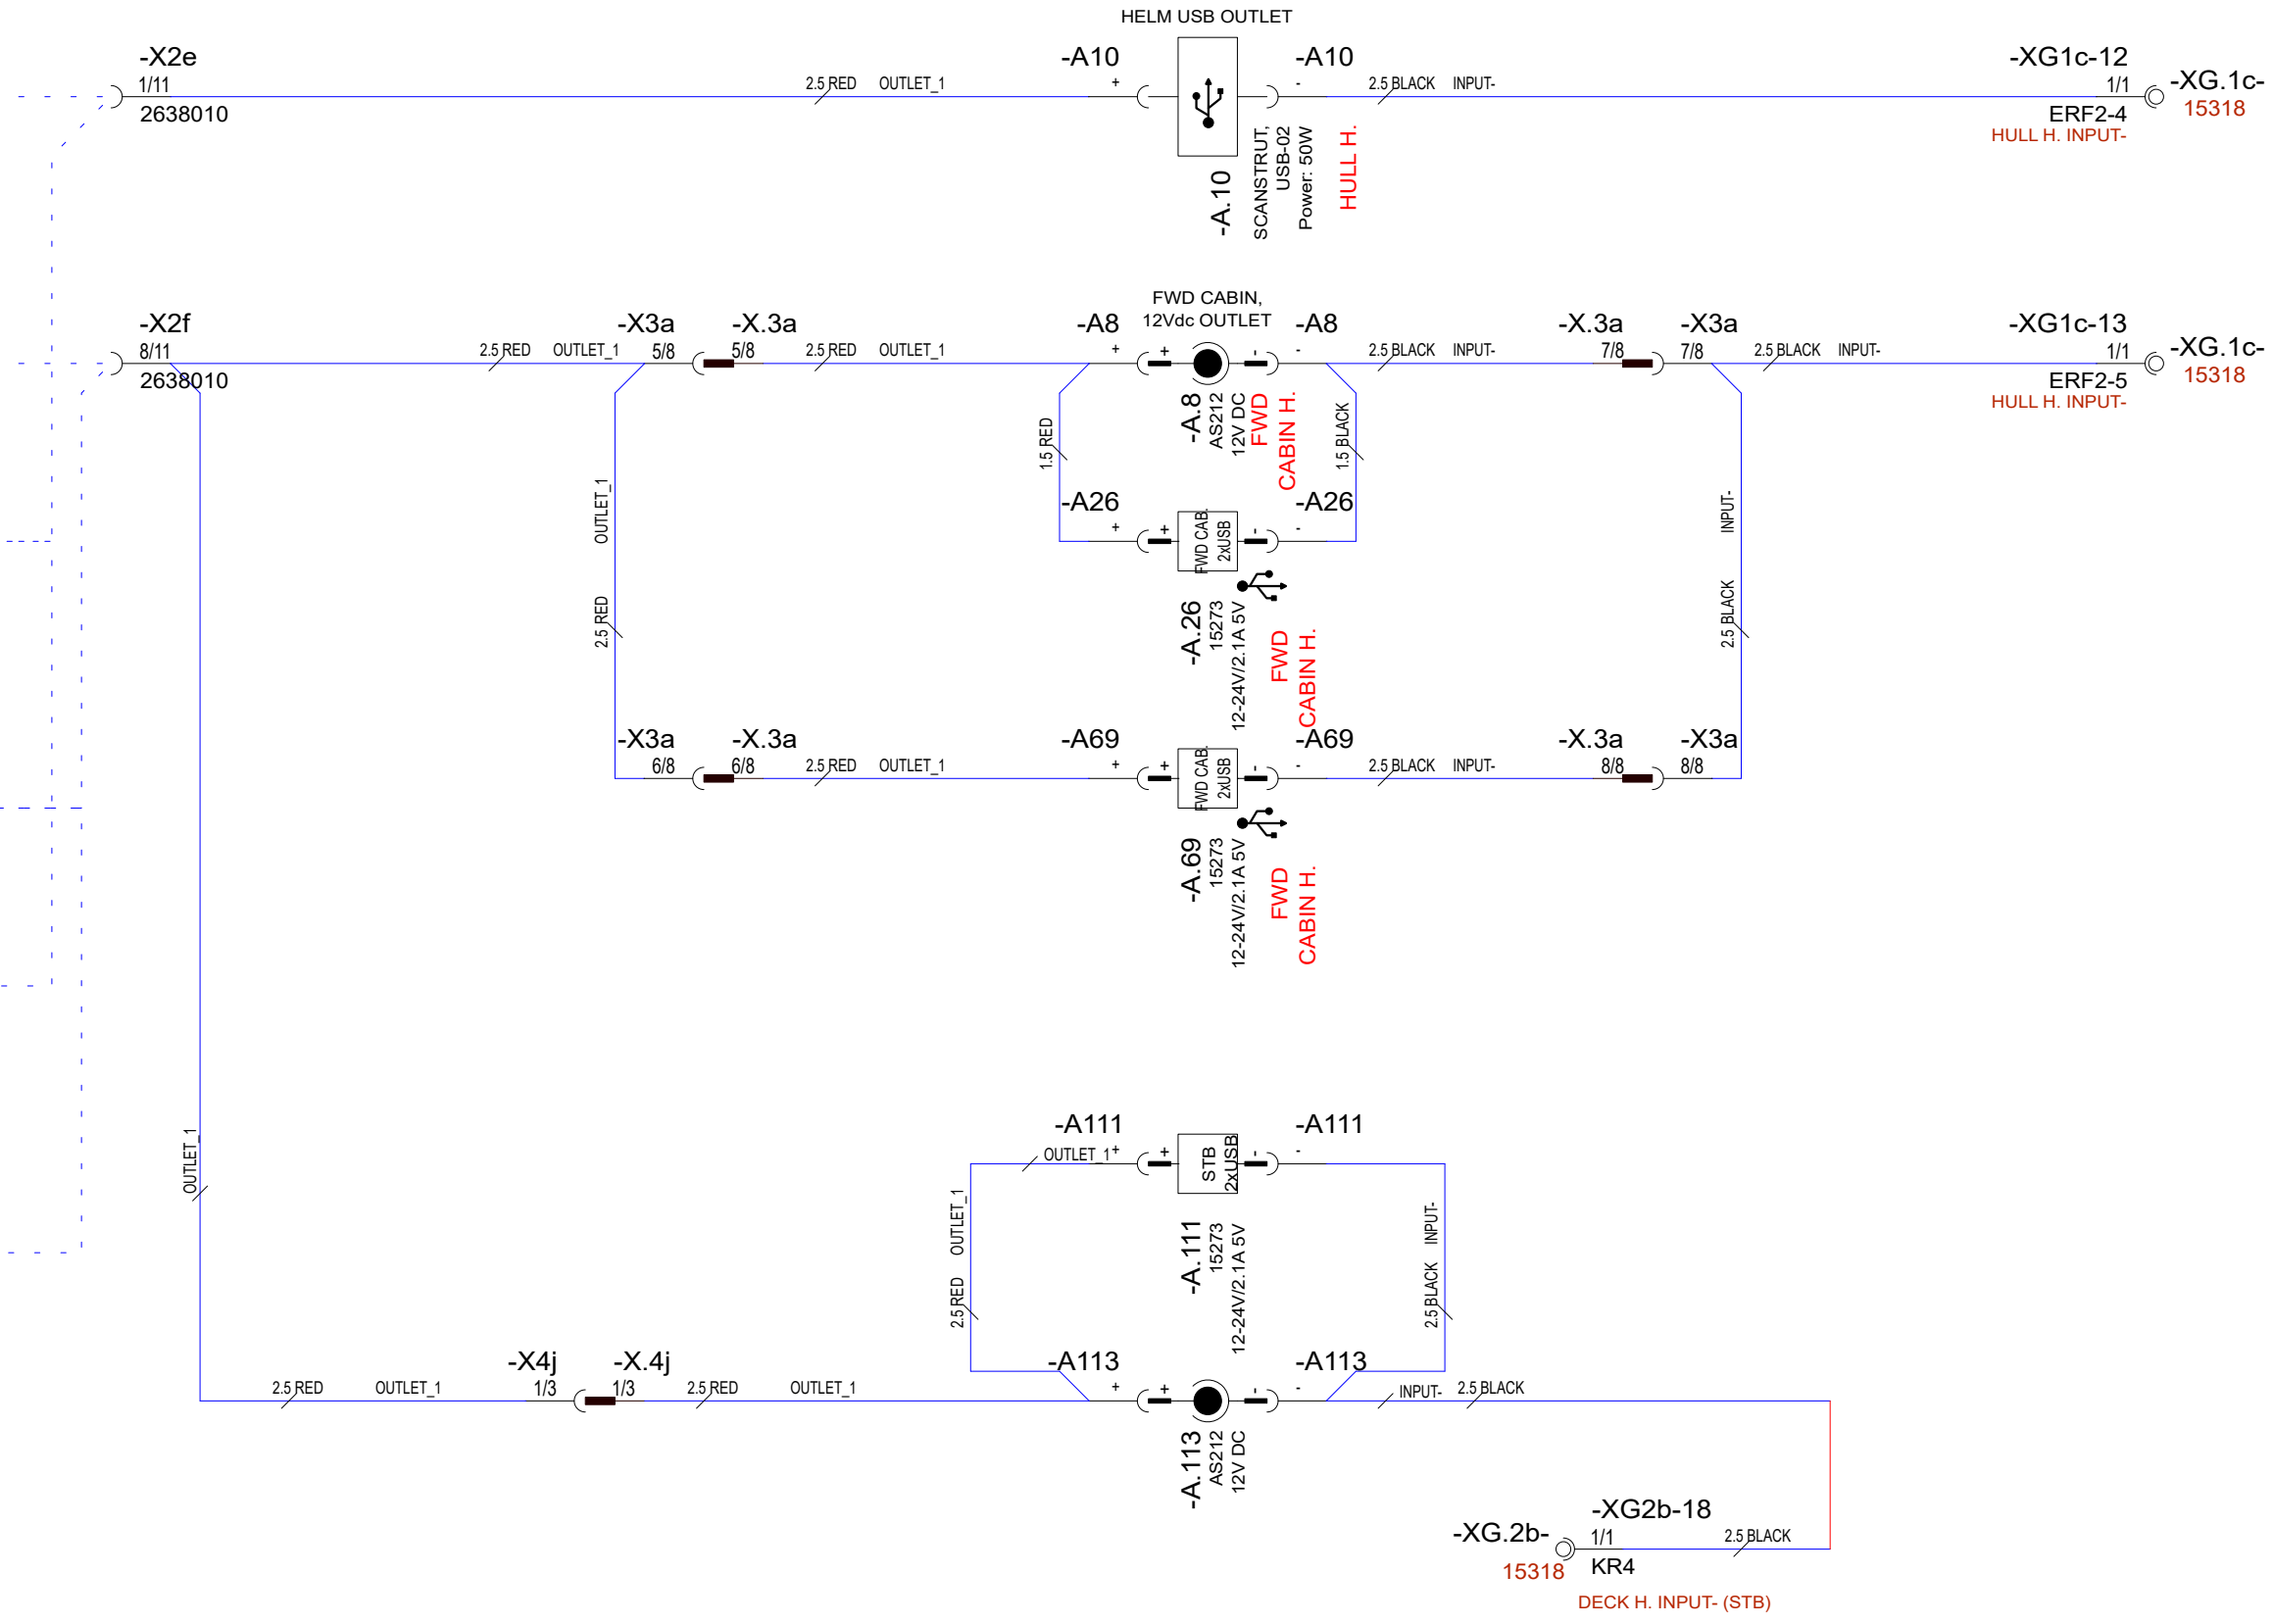 HELM USB OUTLET
-X2e
1/11
2638010
2.5 RED OUTLET_1
-A10
+
-A10
-
2.5 BLACK INPUT-
-XG1c-12
1/1
ERF2-4
HULL H. INPUT-
-XG.1c-
15318
-A.10
SCANSTRUT,
USB-02
Power: 50W
HULL H.
FWD CABIN,
12Vdc OUTLET
-X2f
8/11
2638010
2.5 RED OUTLET_1
-X3a
5/8
-X.3a
5/8
2.5 RED OUTLET_1
-A8
+
+
-
-A8
-
2.5 BLACK INPUT-
-X.3a
7/8
-X3a
7/8
2.5 BLACK INPUT-
-XG1c-13
1/1
ERF2-5
HULL H. INPUT-
-XG.1c-
15318
-A.8
AS212
12V DC
FWD
CABIN H.
1.5 RED
1.5 BLACK
OUTLET_1
2.5 RED
INPUT-
2.5 BLACK
-A26
+
+
FWD CAB.
2xUSB
-
-A26
-
-A.26
15273
12-24V/2.1A 5V
FWD
CABIN H.
-X3a
6/8
-X.3a
6/8
2.5 RED OUTLET_1
-A69
+
+
FWD CAB.
2xUSB
-
-A69
-
2.5 BLACK INPUT-
-X.3a
8/8
-X3a
8/8
-A.69
15273
12-24V/2.1A 5V
FWD
CABIN H.
OUTLET_1
-A111
OUTLET_1
+
+
STB
2xUSB
-
-A111
-
2.5 RED OUTLET_1
2.5 BLACK INPUT-
-A.111
15273
12-24V/2.1A 5V
2.5 RED OUTLET_1
-X4j
1/3
-X.4j
1/3
2.5 RED OUTLET_1
-A113
+
+
-
-A113
-
INPUT- 2.5 BLACK
-A.113
AS212
12V DC
-XG.2b-
15318
-XG2b-18
1/1
KR4
2.5 BLACK
DECK H. INPUT- (STB)